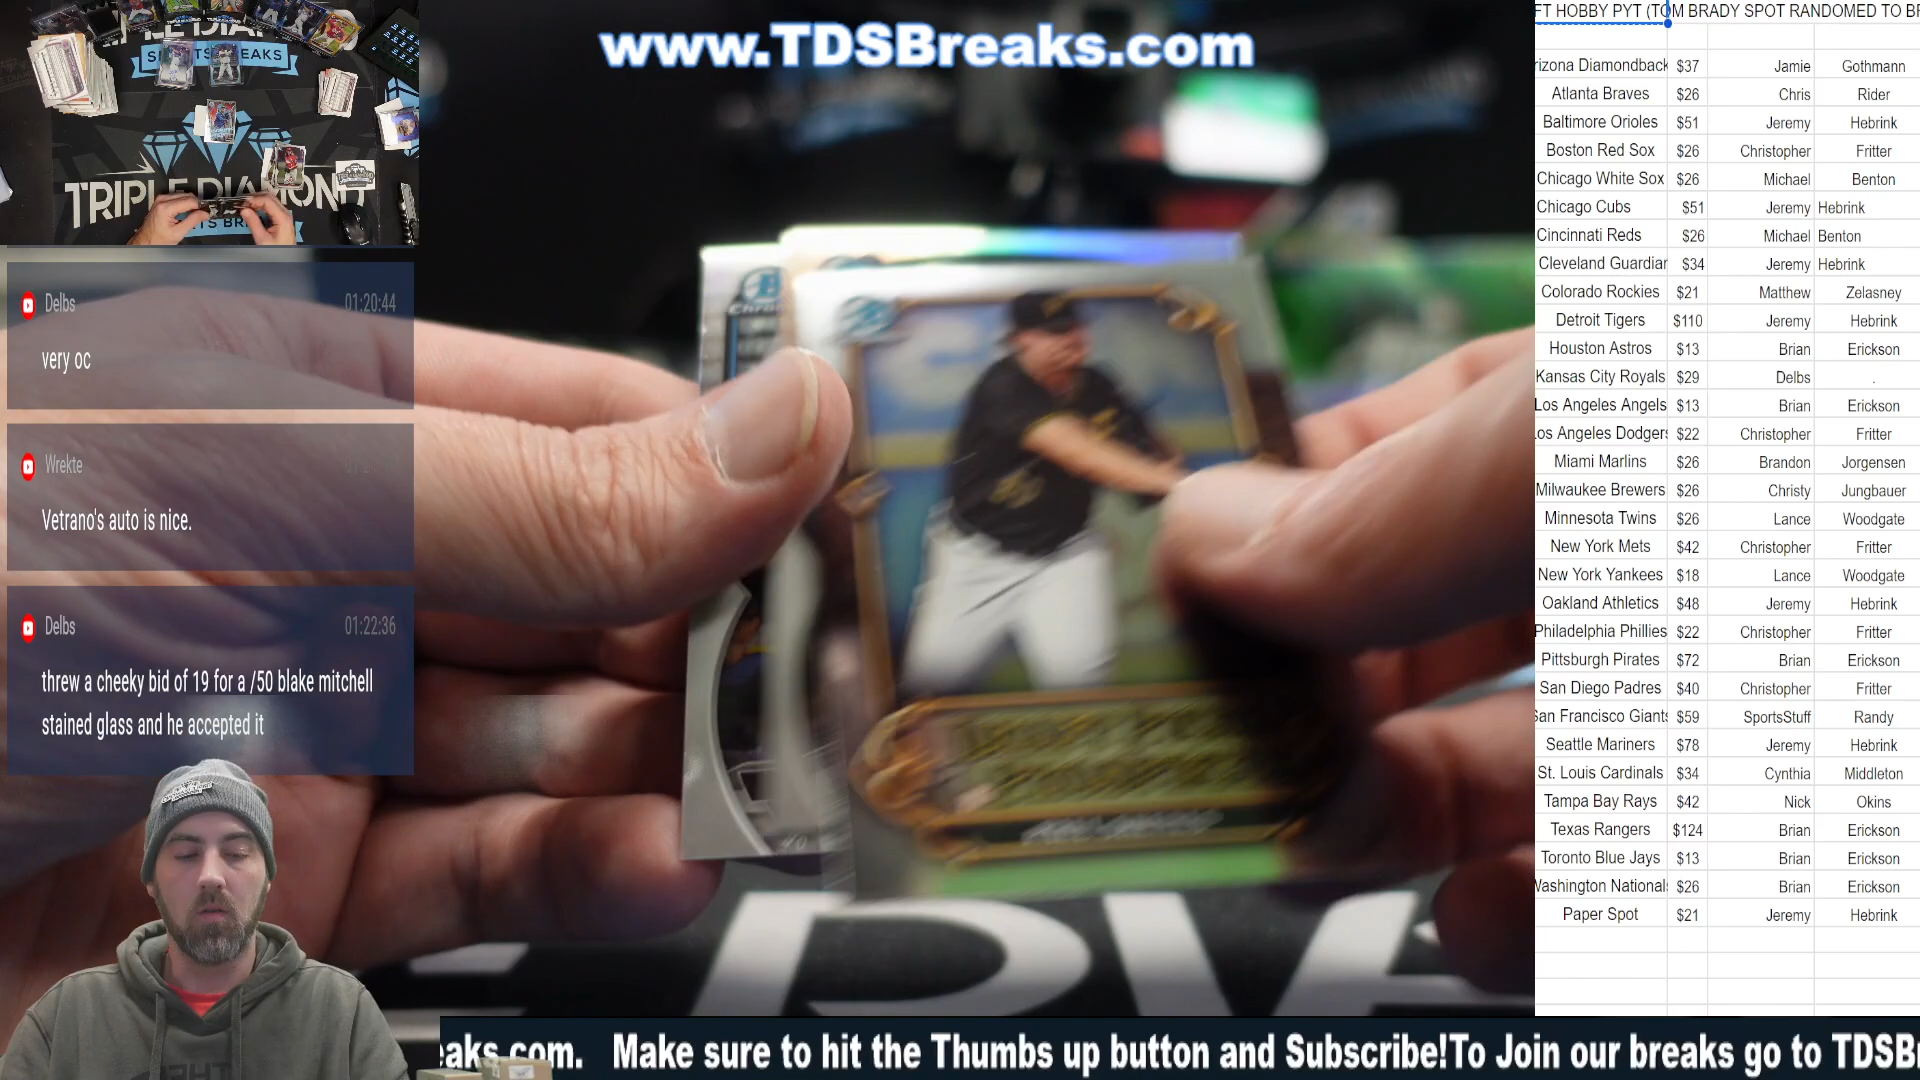 www.TDSBreaks.com
TRIPLE DIAMOND
Delbs 01:20:44
very oc
Wrekte
Vetrano's auto is nice.
Delbs 01:22:36
threw a cheeky bid of 19 for a /50 blake mitchell
stained glass and he accepted it
FT HOBBY PYT (TOM BRADY SPOT RANDOMED TO B
rizona Diamondback $37 Jamie Gothmann
Atlanta Braves $26 Chris Rider
Baltimore Orioles $51 Jeremy Hebrink
Boston Red Sox $26 Christopher Fritter
Chicago White Sox $26 Michael Benton
Chicago Cubs $51 Jeremy Hebrink
Cincinnati Reds $26 Michael Benton
Cleveland Guardian $34 Jeremy Hebrink
Colorado Rockies $21 Matthew Zelasney
Detroit Tigers $110 Jeremy Hebrink
Houston Astros $13 Brian Erickson
Kansas City Royals $29 Delbs .
Los Angeles Angels $13 Brian Erickson
os Angeles Dodgers $22 Christopher Fritter
Miami Marlins $26 Brandon Jorgensen
Milwaukee Brewers $26 Christy Jungbauer
Minnesota Twins $26 Lance Woodgate
New York Mets $42 Christopher Fritter
New York Yankees $18 Lance Woodgate
Oakland Athletics $48 Jeremy Hebrink
Philadelphia Phillies $22 Christopher Fritter
Pittsburgh Pirates $72 Brian Erickson
San Diego Padres $40 Christopher Fritter
San Francisco Giants $59 SportsStuff Randy
Seattle Mariners $78 Jeremy Hebrink
St. Louis Cardinals $34 Cynthia Middleton
Tampa Bay Rays $42 Nick Okins
Texas Rangers $124 Brian Erickson
Toronto Blue Jays $13 Brian Erickson
Washington Nationals $26 Brian Erickson
Paper Spot $21 Jeremy Hebrink
eaks.com. Make sure to hit the Thumbs up button and Subscribe!To Join our breaks go to TDSB